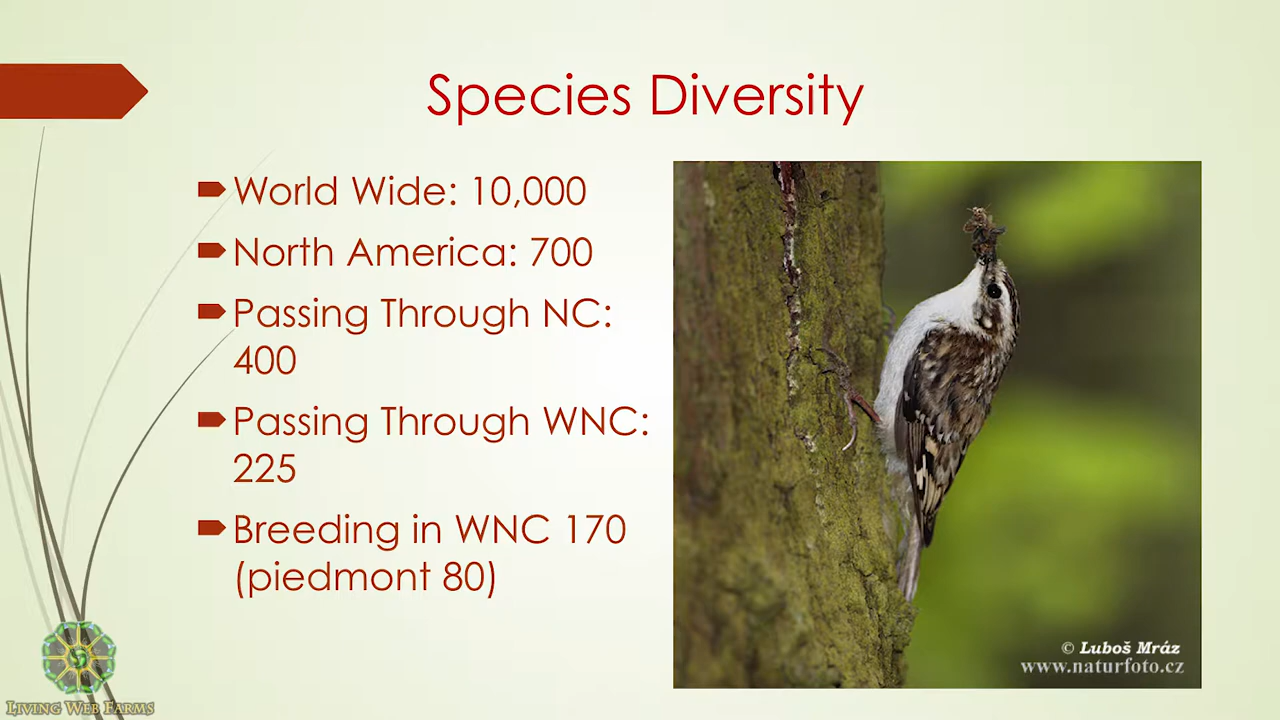 Species Diversity
World Wide: 10,000
North America: 700
Passing Through NC:
400
Passing Through WNC:
225
Breeding in WNC 170
(piedmont 80)
© Luboš Mráz
www.naturfoto.cz
LIVING WEB FARMS